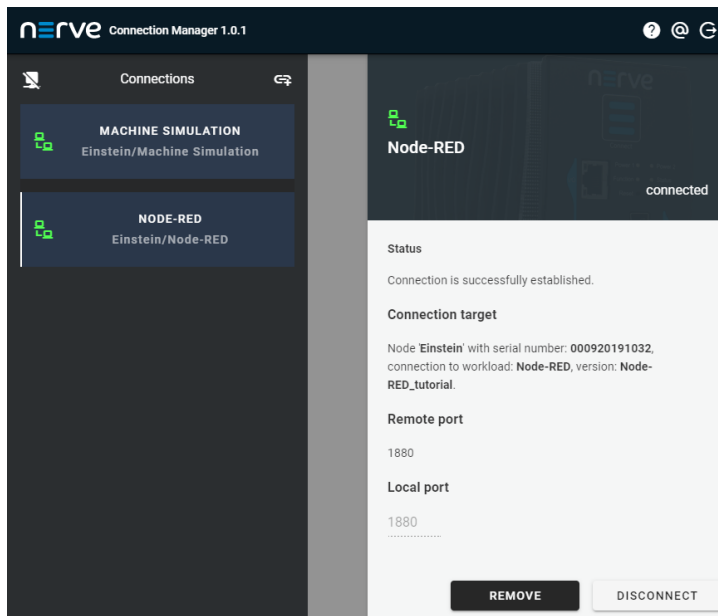 nerve Connection Manager 1.0.1
Connections
MACHINE SIMULATION
Einstein/Machine Simulation
NODE-RED
Einstein/Node-RED
nerve
Node-RED
connected
Status
Connection is successfully established.
Connection target
Node 'Einstein' with serial number: 000920191032,
connection to workload: Node-RED, version: Node-
RED_tutorial.
Remote port
1880
Local port
1880
REMOVE
DISCONNECT